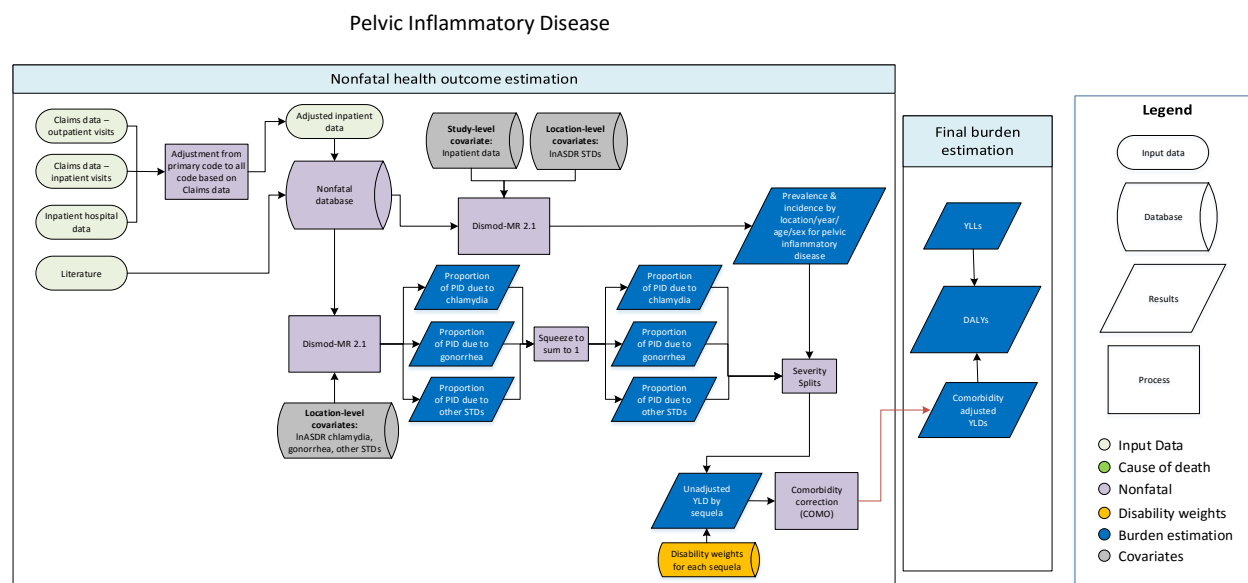 Pelvic Inflammatory Disease
Nonfatal health outcome estimation
Claims data –
outpatient visits
Claims data –
inpatient visits
Inpatient hospital
data
Literature
Adjustment from
primary code to all
code based on
Claims data
Adjusted inpatient
data
Nonfatal
database
Study-level
covariate:
Inpatient data
Location-level
covariates:
lnASDR STDs
Dismod-MR 2.1
Prevalence &
incidence by
location/year/
age/sex for pelvic
inflammatory
disease
Dismod-MR 2.1
Location-level
covariates:
lnASDR chlamydia,
gonorrhea, other STDs
Proportion
of PID due to
chlamydia
Proportion
of PID due to
gonorrhea
Proportion
of PID due to
other STDs
Squeeze to
sum to 1
Proportion
of PID due to
chlamydia
Proportion
of PID due to
gonorrhea
Proportion
of PID due to
other STDs
Severity
Splits
Unadjusted
YLD by
sequela
Comorbidity
correction
(COMO)
Disability weights
for each sequela
Final burden
estimation
YLLs
DALYs
Comorbidity
adjusted
YLDs
Legend
Input data
Database
Results
Process
Input Data
Cause of death
Nonfatal
Disability weights
Burden estimation
Covariates